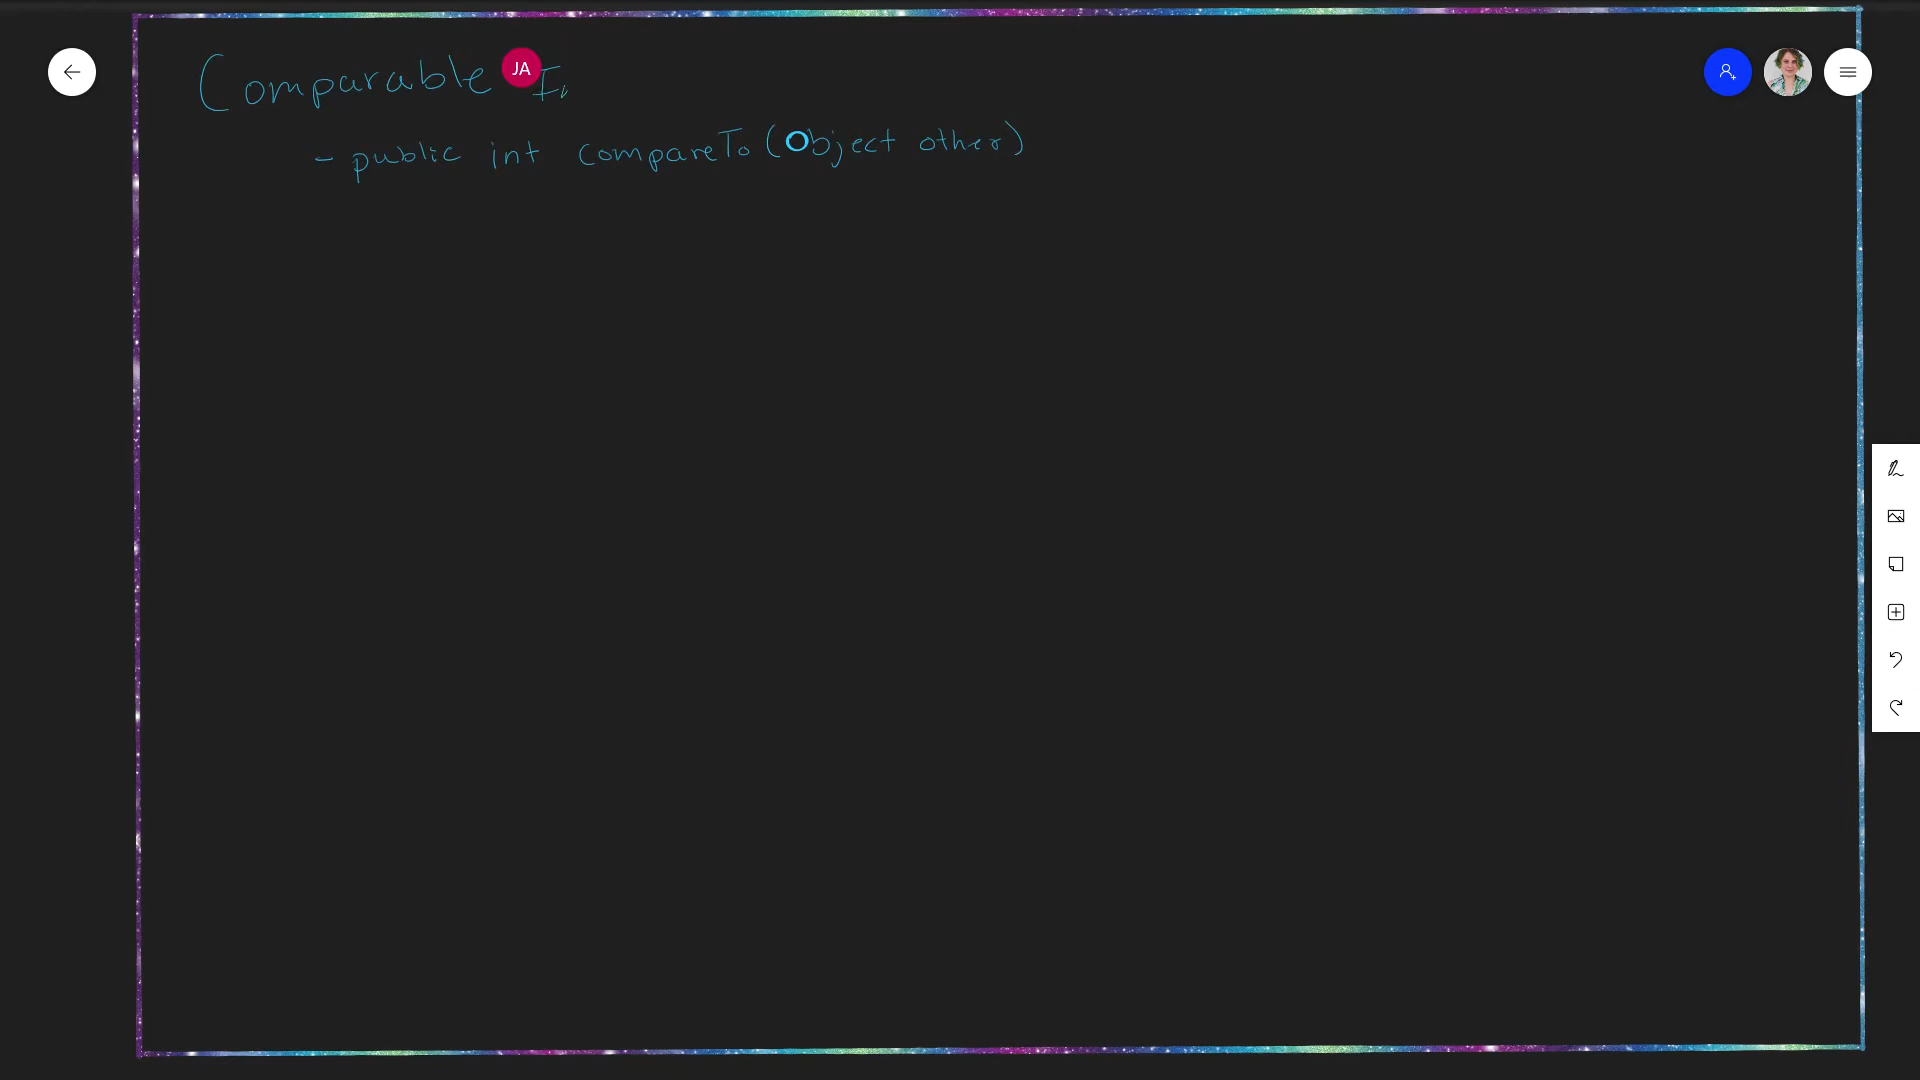 Comparable
JA
- public int compareTo (Object other)